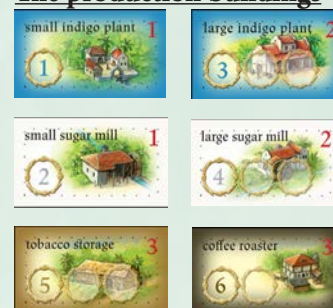 The production buildings
small indigo plant 1
1
large indigo plant 2
3
small sugar mill 1
2
large sugar mill 2
4
tobacco storage 3
5
coffee roaster 3
6